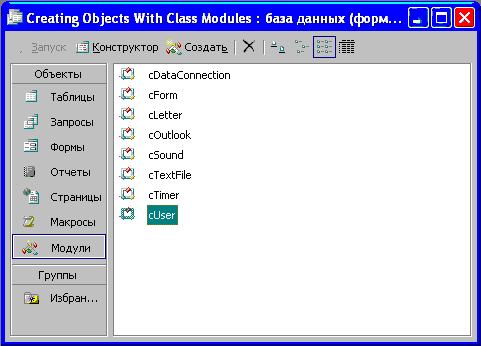 Creating Objects With Class Modules : база данных (форм...
Запуск Конструктор Создать
Объекты
Таблицы
Запросы
Формы
Отчеты
Страницы
Макросы
Модули
Группы
Избран...
cDataConnection
cForm
cLetter
cOutlook
cSound
cTextFile
cTimer
cUser